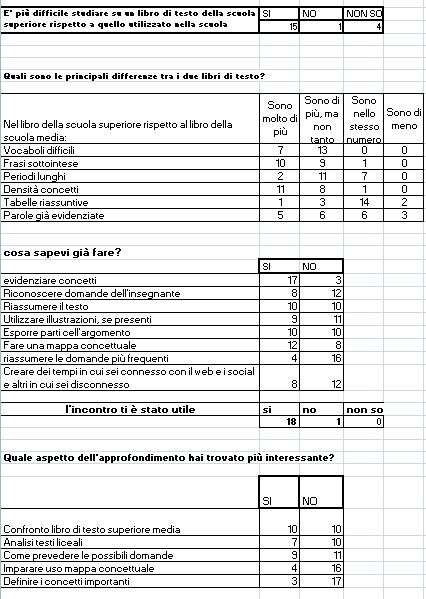 E' più difficile studiare su un libro di testo della scuola SI NO NON SO
superiore rispetto a quello utilizzato nella scuola 15 1 4
Quali sono le principali differenze tra i due libri di testo?
Nel libro della scuola superiore rispetto al libro della scuola media: Sono molto di più Sono di più, ma non tanto Sono nello stesso numero Sono di meno
Vocaboli difficili 7 13 0 0
Frasi sottointese 10 9 1 0
Periodi lunghi 2 11 7 0
Densità concetti 11 8 1 0
Tabelle riassuntive 1 3 14 2
Parole già evidenziate 5 6 6 3
cosa sapevi già fare?
SI NO
evidenziare concetti 17 3
Riconoscere domande dell'insegnante 8 12
Riassumere il testo 10 10
Utilizzare illustrazioni, se presenti 9 11
Esporre parti cell'argomento 10 10
Fare una mappa concettuale 12 8
riassumere le domande più frequenti 4 16
Creare dei tempi in cui sei connesso con il web e i social
e altri in cui sei disconnesso 8 12
l'incontro ti è stato utile si no non so
18 1 0
Quale aspetto dell'approfondimento hai trovato più interessante?
SI NO
Confronto libro di testo superiore media 10 10
Analisi testi liceali 7 10
Come prevedere le possibili domande 9 11
Imparare uso mappa concettuale 4 16
Definire i concetti importanti 3 17